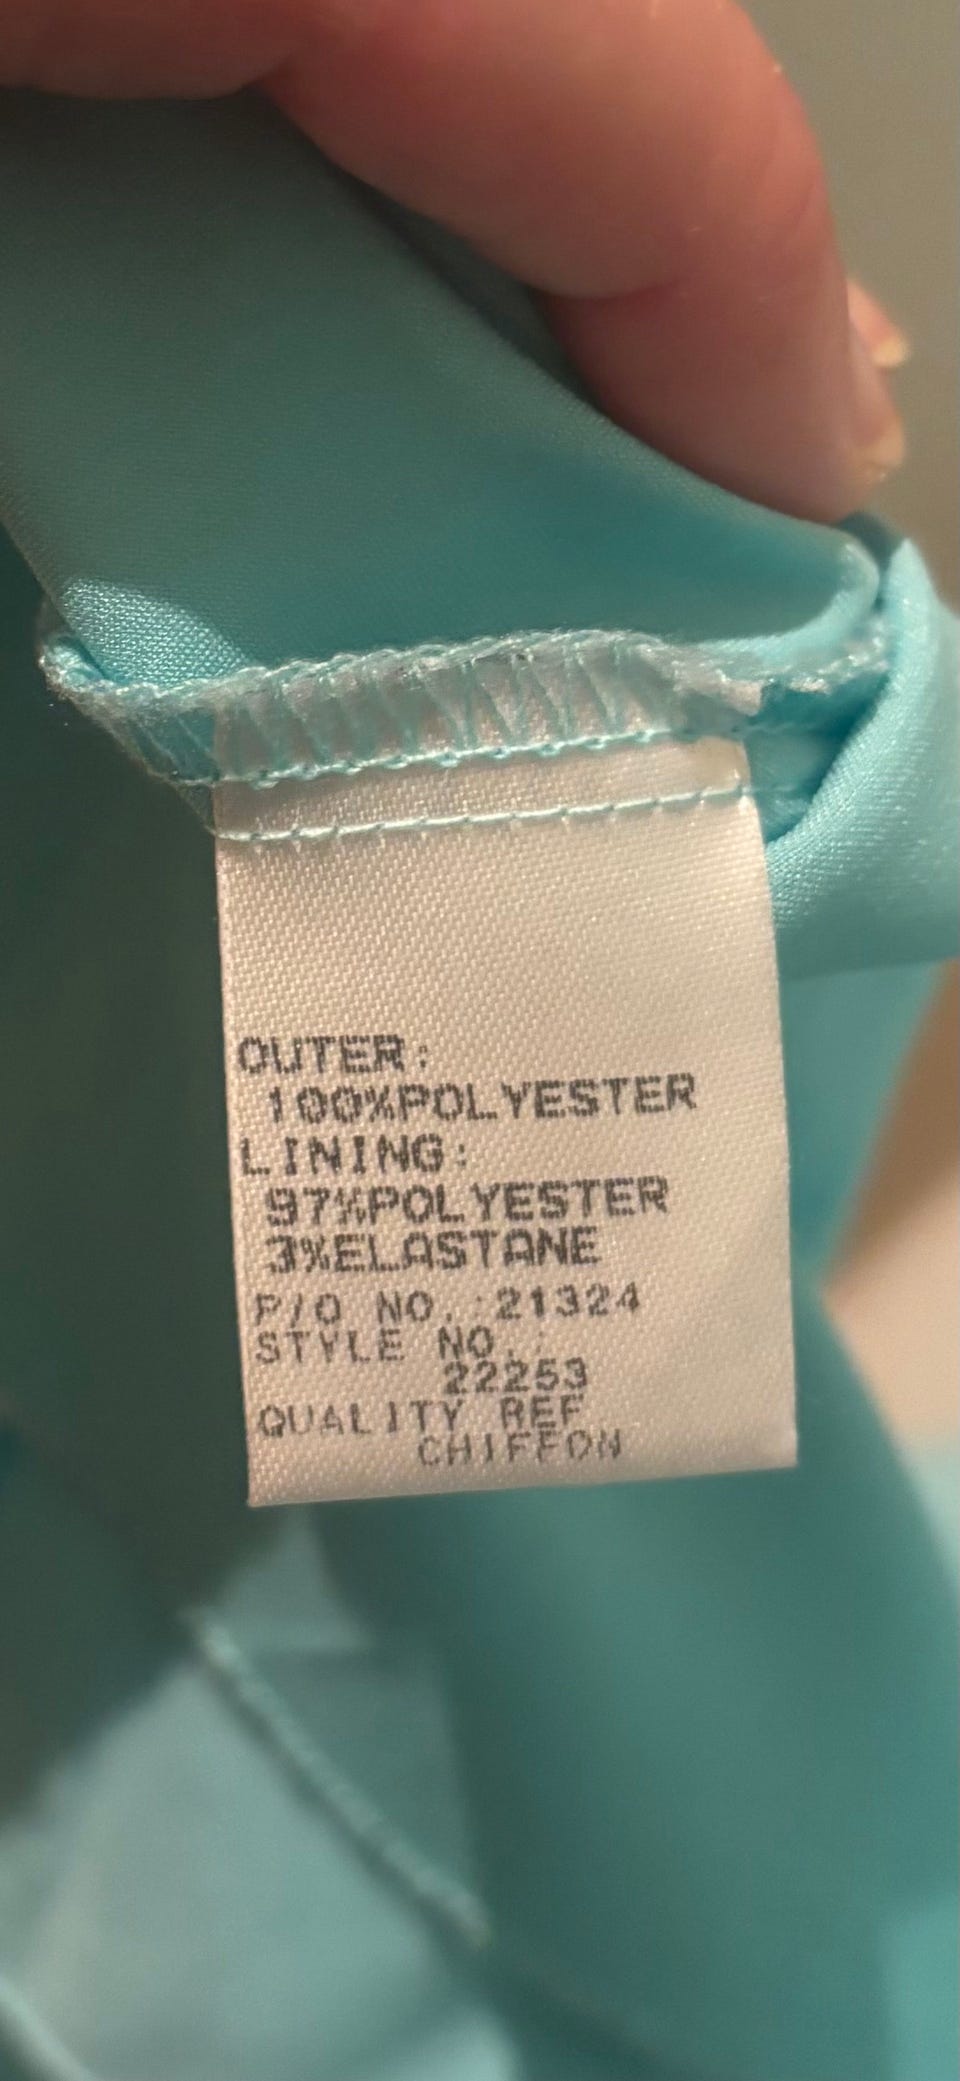 OUTER:
100%POLYESTER
LINING:
97%POLYESTER
3%ELASTANE
P/O NO.:21324
STYLE NO.:
22253
QUALITY REF
CHIFFON